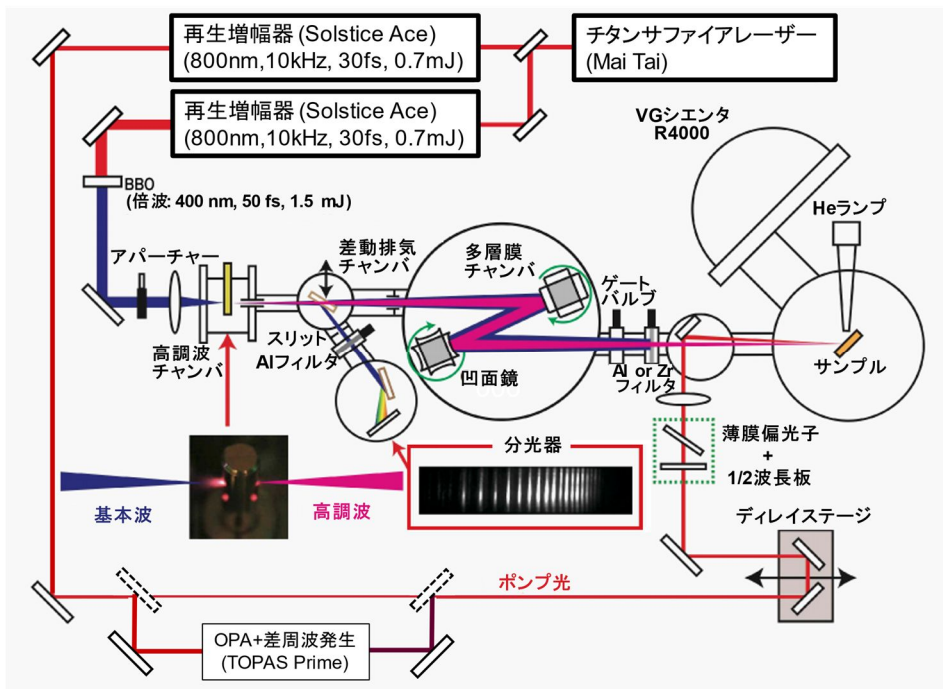 再生増幅器 (Solstice Ace)
(800nm,10kHz, 30fs, 0.7mJ)
チタンサファイアレーザー
(Mai Tai)
再生増幅器 (Solstice Ace)
(800nm,10kHz, 30fs, 0.7mJ)
VGシエンタ
R4000
BBO
(倍波: 400 nm, 50 fs, 1.5 mJ)
Heランプ
アパーチャー
差動排気
チャンバ
多層膜
チャンバ
ゲート
バルブ
高調波
チャンバ
スリット
Alフィルタ
凹面鏡
Al or Zr
フィルタ
サンプル
分光器
薄膜偏光子
+
1/2波長板
基本波
高調波
ディレイステージ
ポンプ光
OPA+差周波発生
(TOPAS Prime)